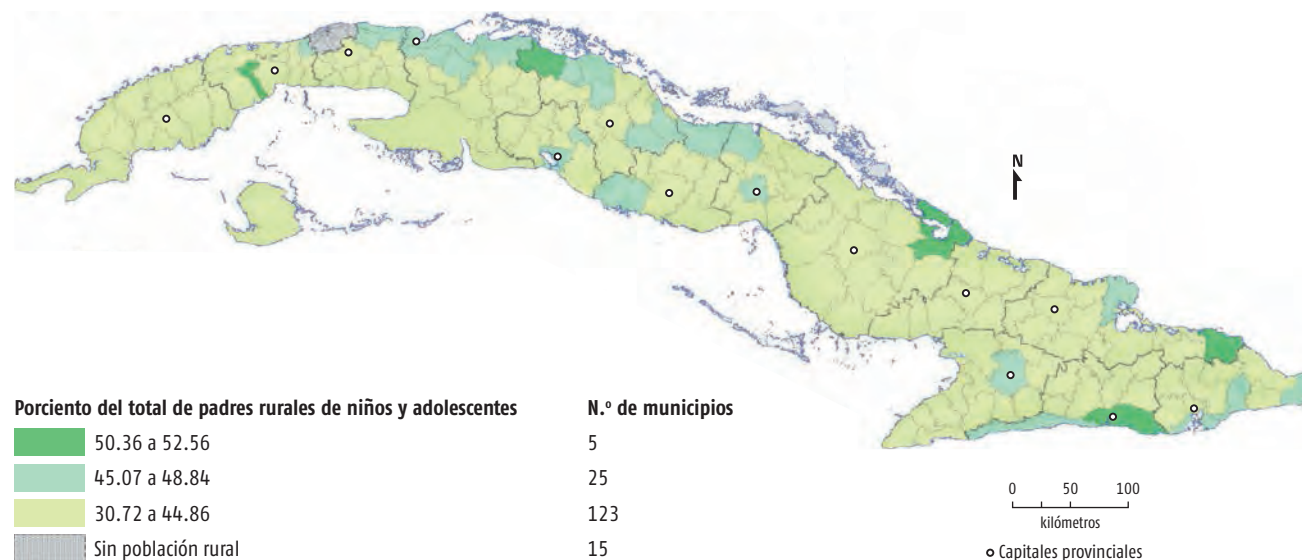 N
Porciento del total de padres rurales de niños y adolescentes N.º de municipios
50.36 a 52.56 5
45.07 a 48.84 25
30.72 a 44.86 123
Sin población rural 15
0 50 100
kilómetros
Capitales provinciales